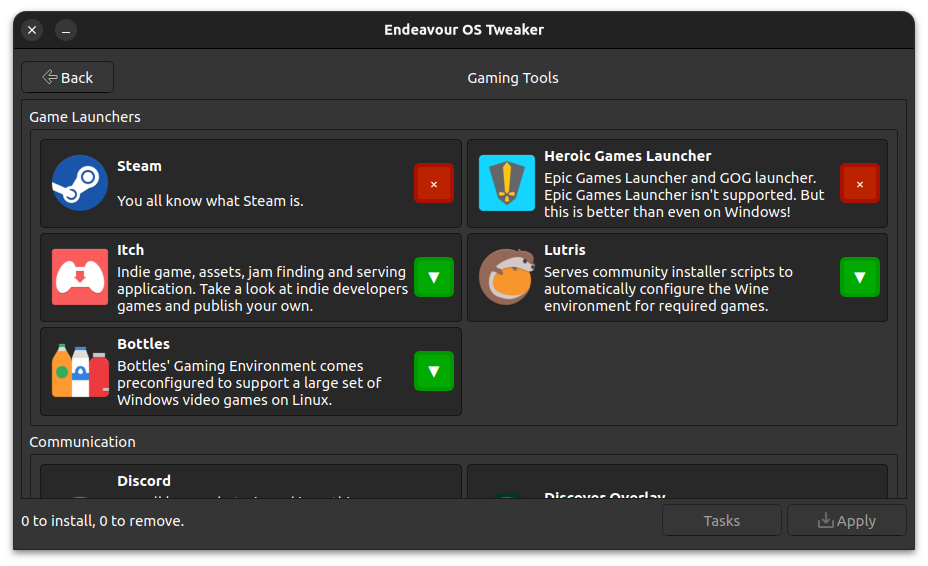 Endeavour OS Tweaker
Back
Gaming Tools
Game Launchers
Steam
You all know what Steam is.
Heroic Games Launcher
Epic Games Launcher and GOG launcher.
Epic Games Launcher isn't supported. But
this is better than even on Windows!
Itch
Indie game, assets, jam finding and serving
application. Take a look at indie developers
games and publish your own.
Lutris
Serves community installer scripts to
automatically configure the Wine
environment for required games.
Bottles
Bottles' Gaming Environment comes
preconfigured to support a large set of
Windows video games on Linux.
Communication
Discord
Discover Overlay
0 to install, 0 to remove.
Tasks
Apply